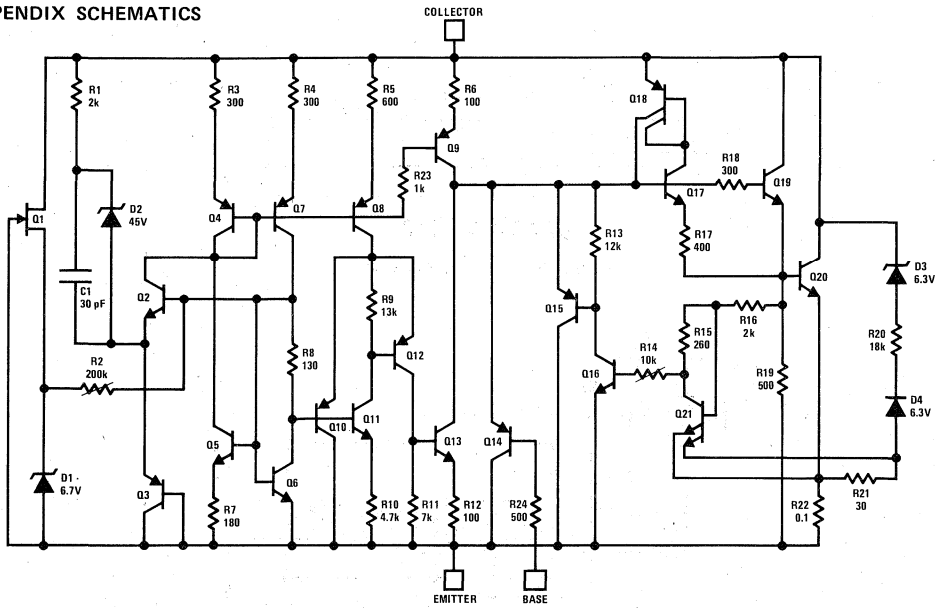 PENDIX SCHEMATICS
COLLECTOR
R1
2k
R3
300
R4
300
R5
600
R6
100
Q18
Q9
R23
1k
R18
300
Q19
Q17
D2
45V
Q1
Q4
Q7
Q8
R13
12k
R17
400
Q20
D3
6.3V
C1
30 pF
Q2
R9
13k
Q15
R16
2k
R2
200k
R8
130
Q12
R15
260
R14
10k
R20
18k
Q16
R19
500
Q10
Q11
Q21
D4
6.3V
Q5
Q13
Q14
D1
6.7V
Q3
Q6
R7
180
R10
4.7k
R11
7k
R12
100
R24
500
R21
30
R22
0.1
EMITTER
BASE